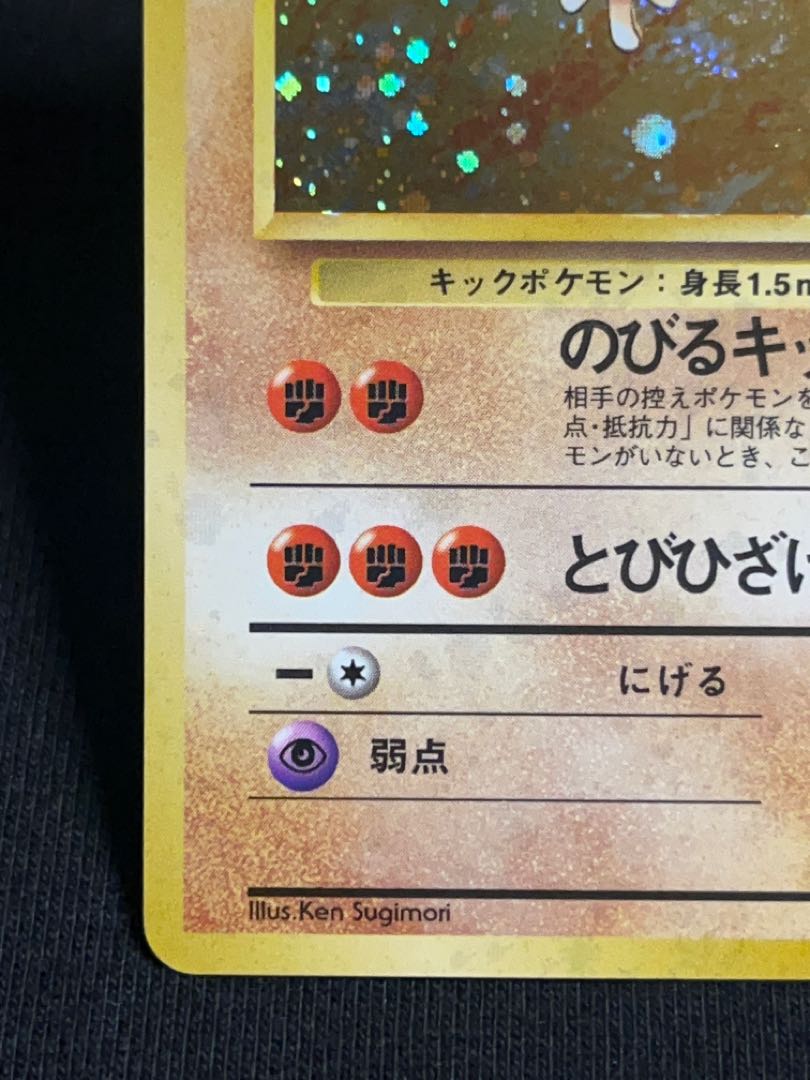 キックポケモン：身長1.5m
のびるキッ
相手の控えポケモンを
点・抵抗力」に関係な
モンがいないとき、こ
とびひざけ
にげる
弱点
Illus.Ken Sugimori